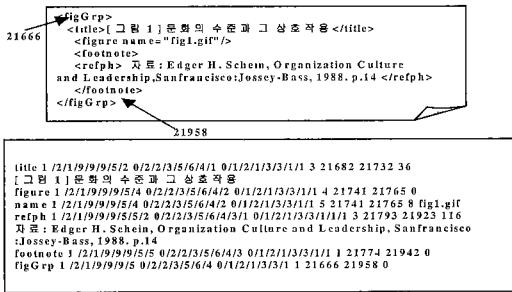 21666
<figGrp>
<title>[ 그림 1 ]문화의 수준과 그 상호작용</title>
<figure name="fig1.gif"/>
<footnote>
<refph> 자료 : Edger H. Schein, Organization Culture
and Leadership,Sanfrancisco:Jossey-Bass, 1988. p.14 </refph>
</footnote>
</figGrp>
21958
title 1 /2/1/9/9/9/5/2 0/2/2/3/5/6/4/1 0/1/2/1/3/3/1/1 3 21682 21732 36
[ 그림 1 ]문화의 수준과 그 상호작용
figure 1 /2/1/9/9/9/5/4 0/2/2/3/5/6/4/2 0/1/2/1/3/3/1/1 4 21741 21765 0
name 1 /2/1/9/9/9/5/4 0/2/2/3/5/6/4/2 0/1/2/1/3/3/1/1 5 21741 21765 8 fig1.gif
refph 1 /2/1/9/9/9/5/5/2 0/2/2/3/5/6/4/3/1 0/1/2/1/3/3/1/1/1 3 21793 21923 116
자료 : Edger H. Schein, Organization Culture and Leadership, Sanfrancisco
:Jossey-Bass, 1988. p.14
footnote 1 /2/1/9/9/9/5/5 0/2/2/3/5/6/4/3 0/1/2/1/3/3/1/1 1 21774 21942 0
figGrp 1 /2/1/9/9/9/5 0/2/2/3/5/6/4 0/1/2/1/3/3/1 1 21666 21958 0